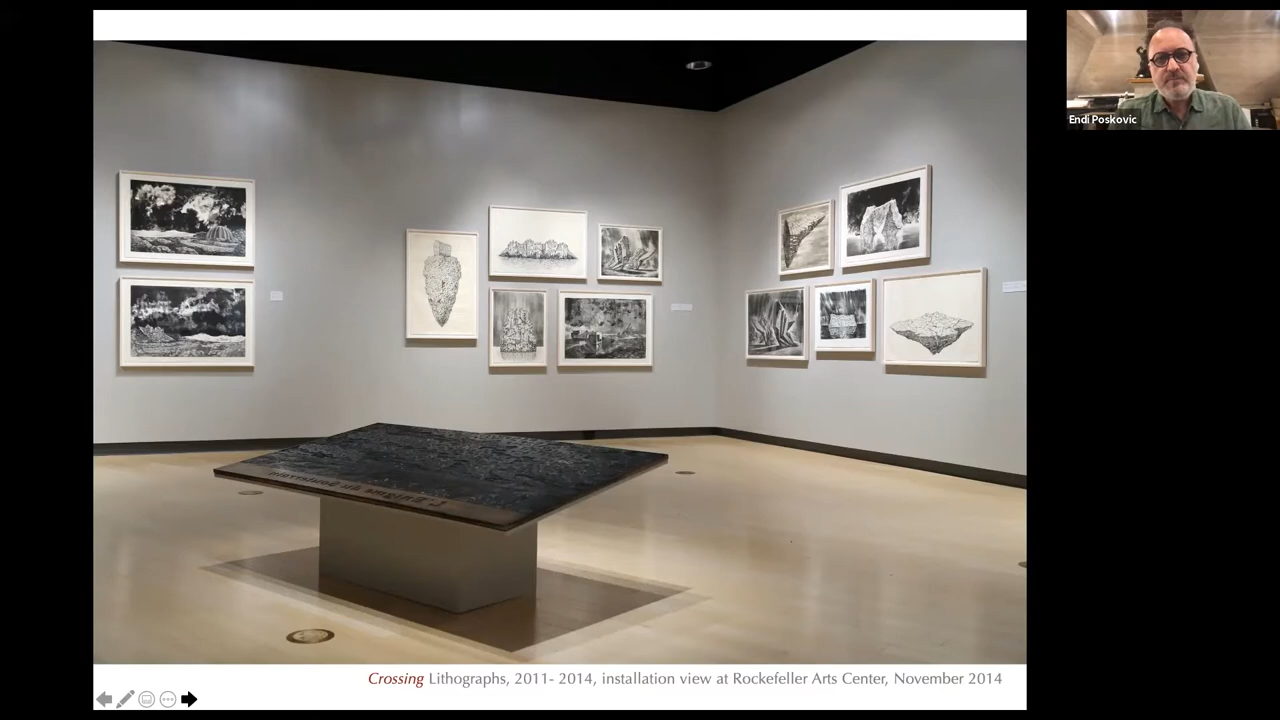 Endi Poskovic
Crossing Lithographs, 2011- 2014, installation view at Rockefeller Arts Center, November 2014